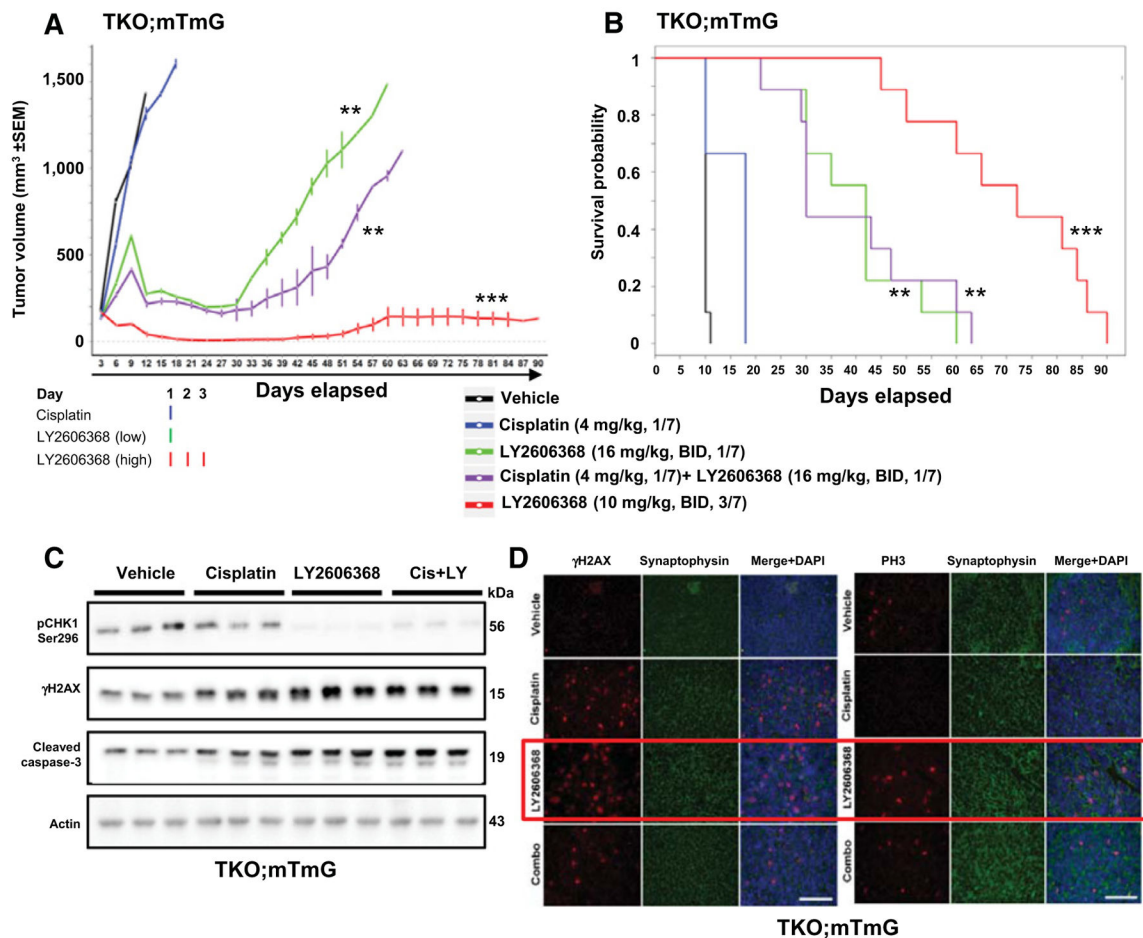 A
TKO;mTmG
Tumor volume (mm³ ±SEM)
1,500
1,000
500
0
**
**
***
3 6 9 12 15 18 21 24 27 30 33 36 39 42 45 48 51 54 57 60 63 66 69 72 75 78 81 84 87 90
Days elapsed
Day 1 2 3
Cisplatin
LY2606368 (low)
LY2606368 (high)
B
TKO;mTmG
Survival probability
1
0.8
0.6
0.4
0.2
0
***
**
**
0 5 10 15 20 25 30 35 40 45 50 55 60 65 70 75 80 85 90
Days elapsed
Vehicle
Cisplatin (4 mg/kg, 1/7)
LY2606368 (16 mg/kg, BID, 1/7)
Cisplatin (4 mg/kg, 1/7)+ LY2606368 (16 mg/kg, BID, 1/7)
LY2606368 (10 mg/kg, BID, 3/7)
C
Vehicle Cisplatin LY2606368 Cis+LY
kDa
pCHK1
Ser296
56
γH2AX
15
Cleaved
caspase-3
19
Actin
43
TKO;mTmG
D
γH2AX Synaptophysin Merge+DAPI PH3 Synaptophysin Merge+DAPI
Vehicle
Cisplatin
LY2606368
Combo
Vehicle
Cisplatin
LY2606368
Combo
TKO;mTmG